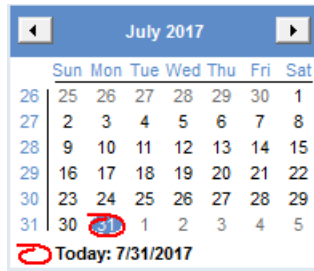 July 2017
Sun Mon Tue Wed Thu Fri Sat
26 25 26 27 28 29 30 1
27 2 3 4 5 6 7 8
28 9 10 11 12 13 14 15
29 16 17 18 19 20 21 22
30 23 24 25 26 27 28 29
31 30 31 1 2 3 4 5
Today: 7/31/2017